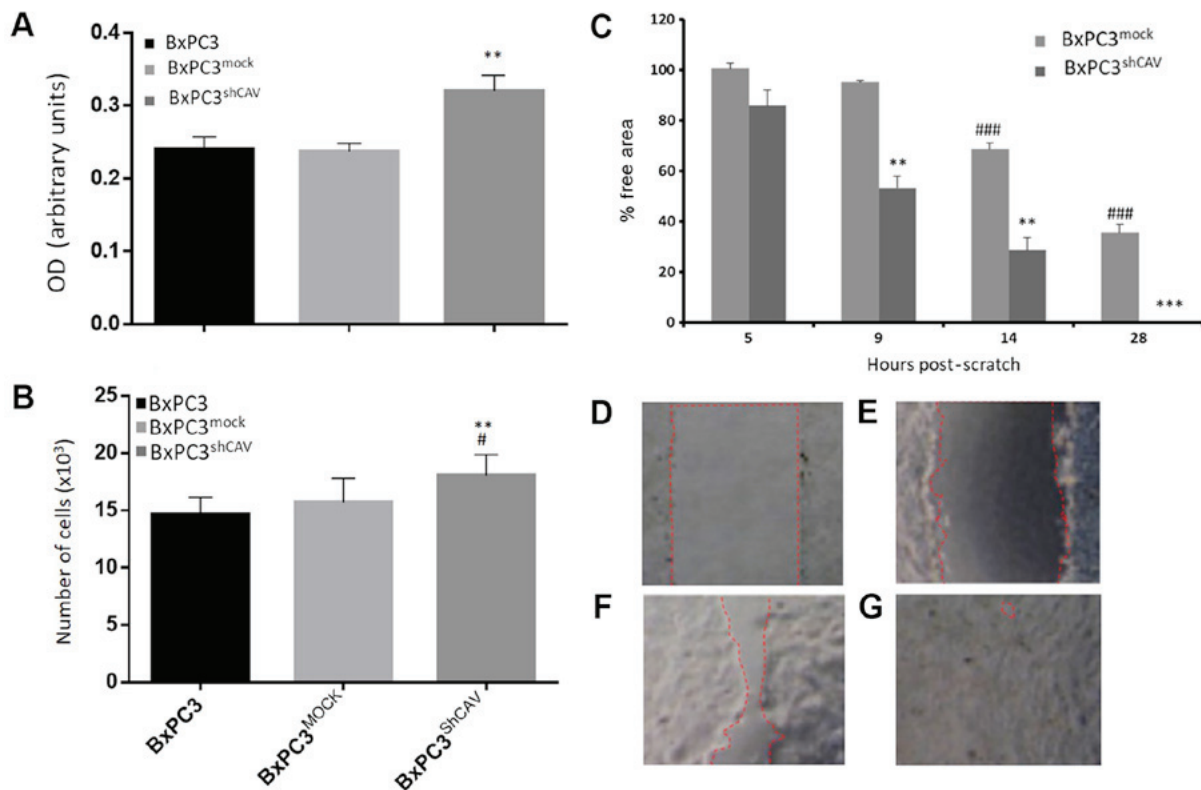 A
OD (arbitrary units)
0.4
0.3
0.2
0.1
0.0
BxPC3
BxPC3mock
BxPC3shCAV
**
B
Number of cells (x10³)
25
20
15
10
5
0
BxPC3
BxPC3mock
BxPC3shCAV
**
#
BxPC3
BxPC3MOCK
BxPC3ShCAV
C
% free area
120
100
80
60
40
20
0
BxPC3mock
BxPC3shCAV
**
###
**
###
***
5 9 14 28
Hours post-scratch
D
E
F
G